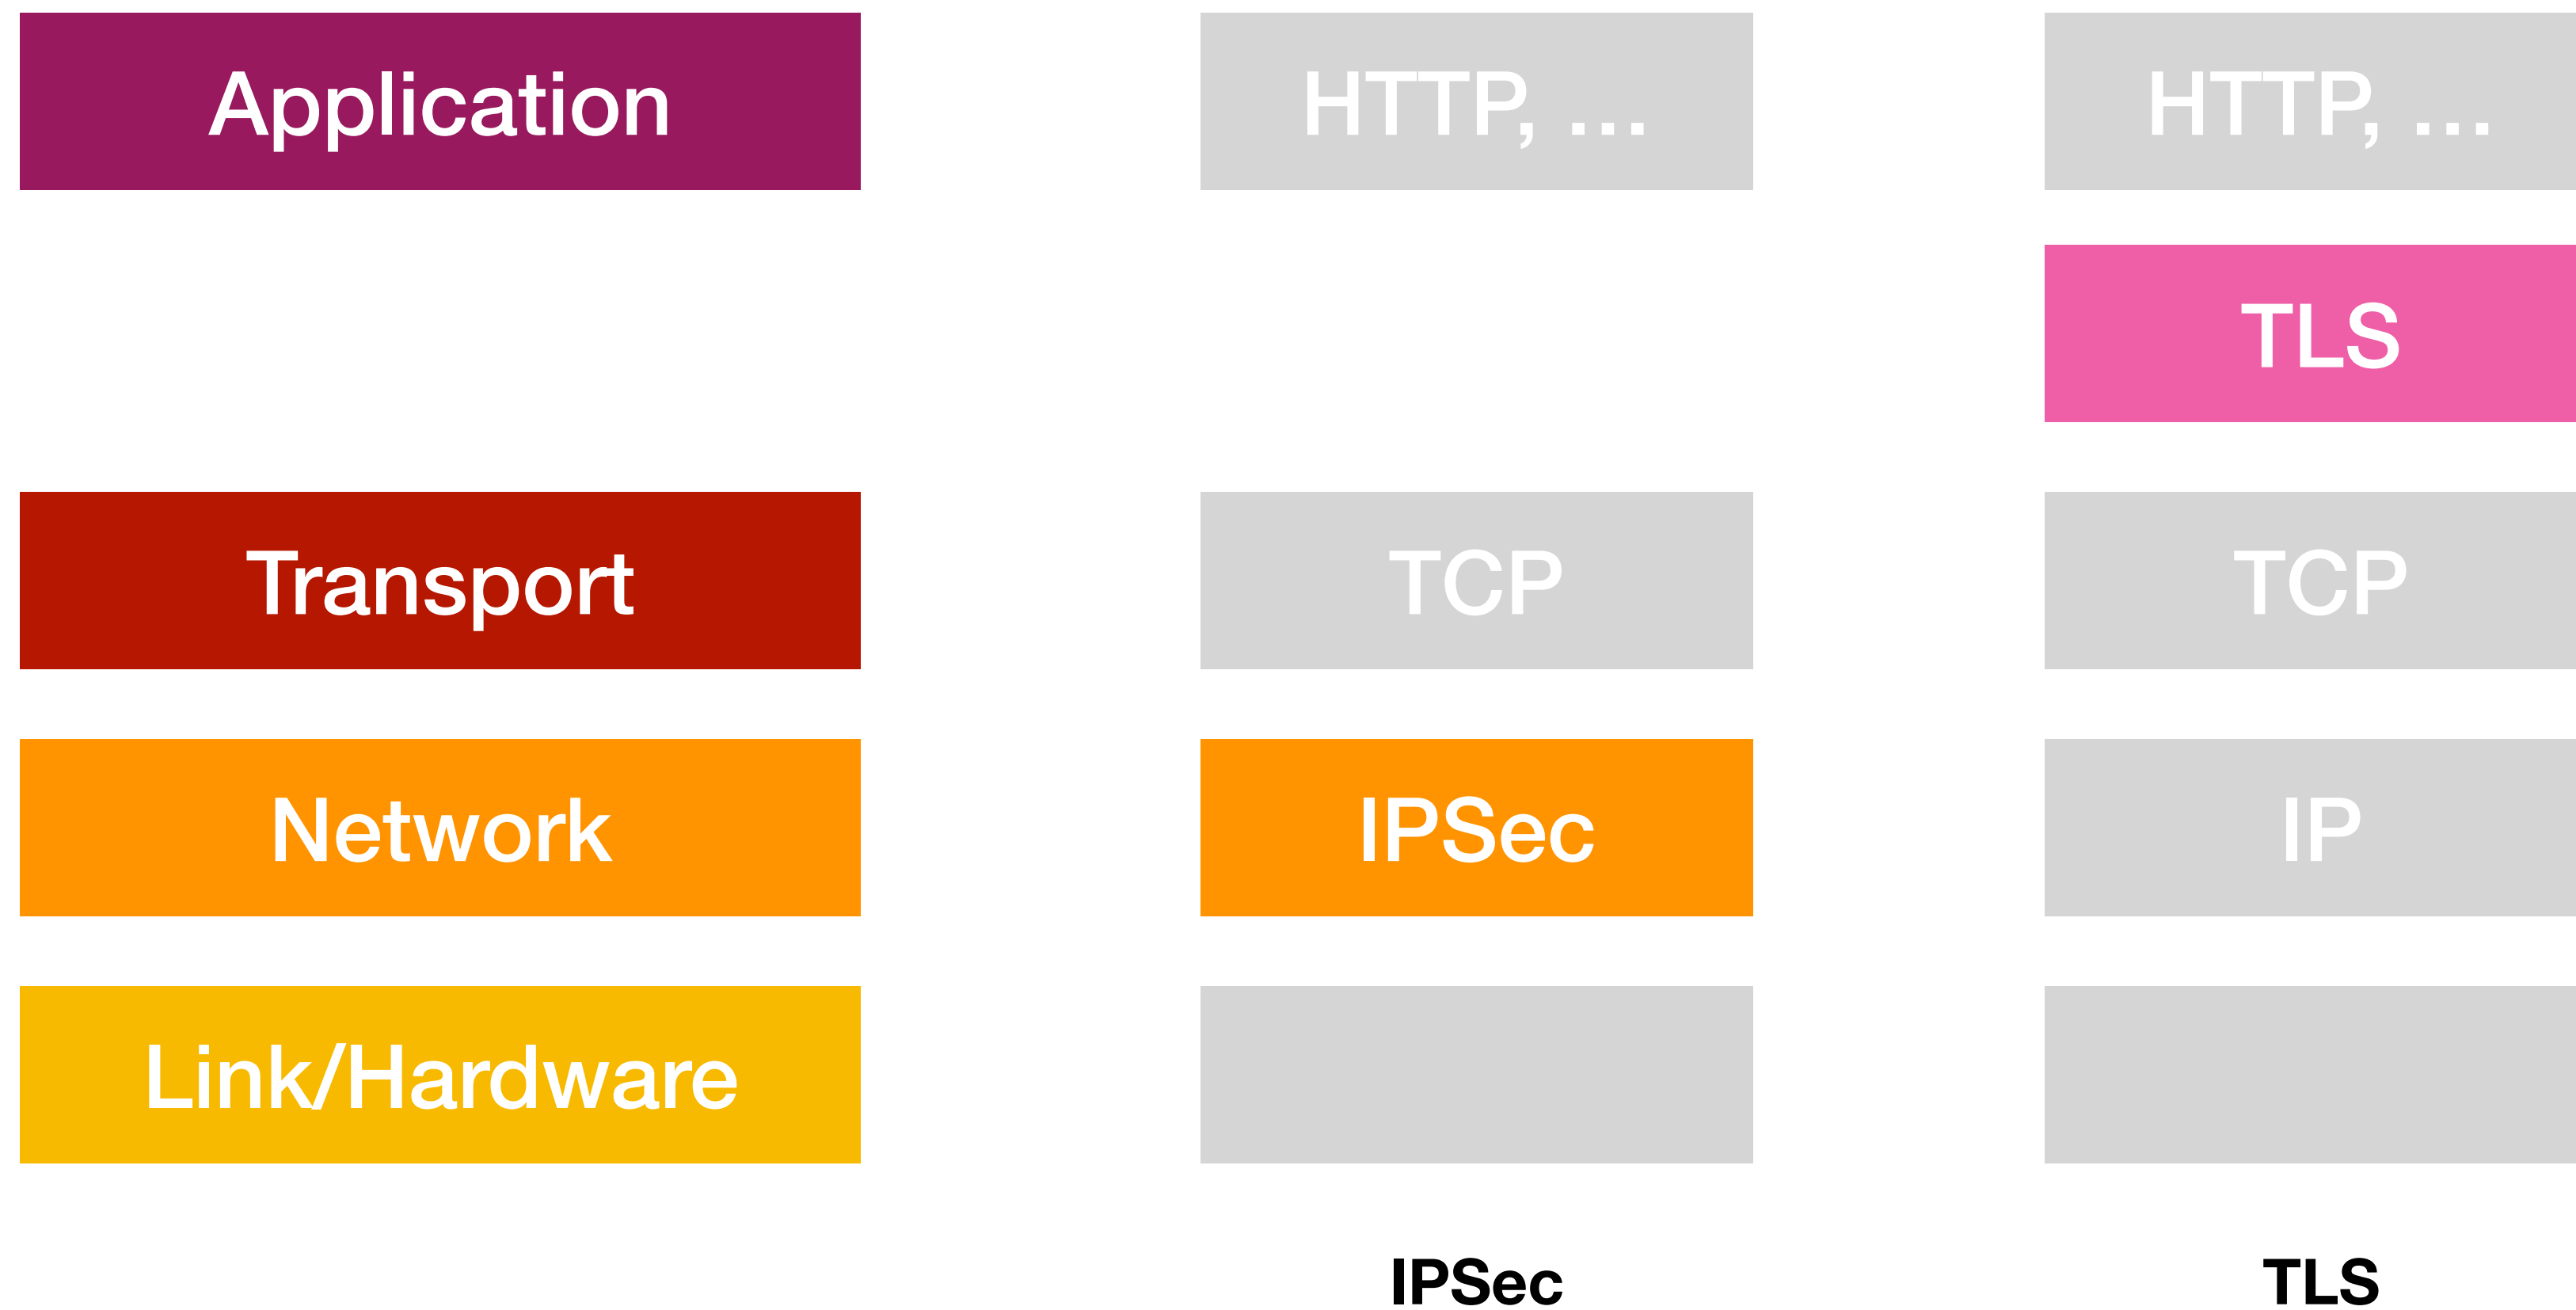 Application
HTTP, ...
HTTP, ...
TLS
Transport
TCP
TCP
Network
IPSec
IP
Link/Hardware
IPSec
TLS